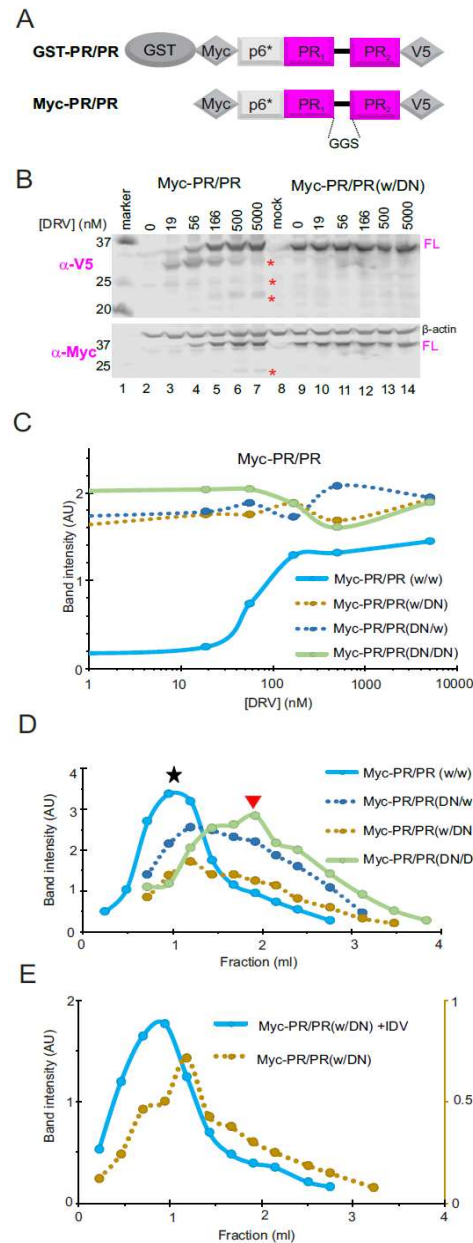 A
GST-PR/PR GST Myc p6* PR1 PR2 V5
Myc-PR/PR Myc p6* PR1 PR2 V5
GGS
B
Myc-PR/PR Myc-PR/PR(w/DN)
[DRV] (nM) marker 0 19 56 166 500 5000 mock 0 19 56 166 500 5000
37 FL
α-V5 *
25 *
*
20
β-actin
α-Myc 37 FL
25 *
1 2 3 4 5 6 7 8 9 10 11 12 13 14
C
Myc-PR/PR
Band intensity (AU)
2
1
0
Myc-PR/PR (w/w)
Myc-PR/PR(w/DN)
Myc-PR/PR(DN/w)
Myc-PR/PR(DN/DN)
1 10 100 1000 10000
[DRV] (nM)
D
Band intensity (AU)
4
3
2
1
0
Myc-PR/PR (w/w)
Myc-PR/PR(DN/w
Myc-PR/PR(w/DN
Myc-PR/PR(DN/D
0 1 2 3 4
Fraction (ml)
E
Band intensity (AU)
2 1
1 0.5
0 0
Myc-PR/PR(w/DN) +IDV
Myc-PR/PR(w/DN)
0 1 2 3 4
Fraction (ml)